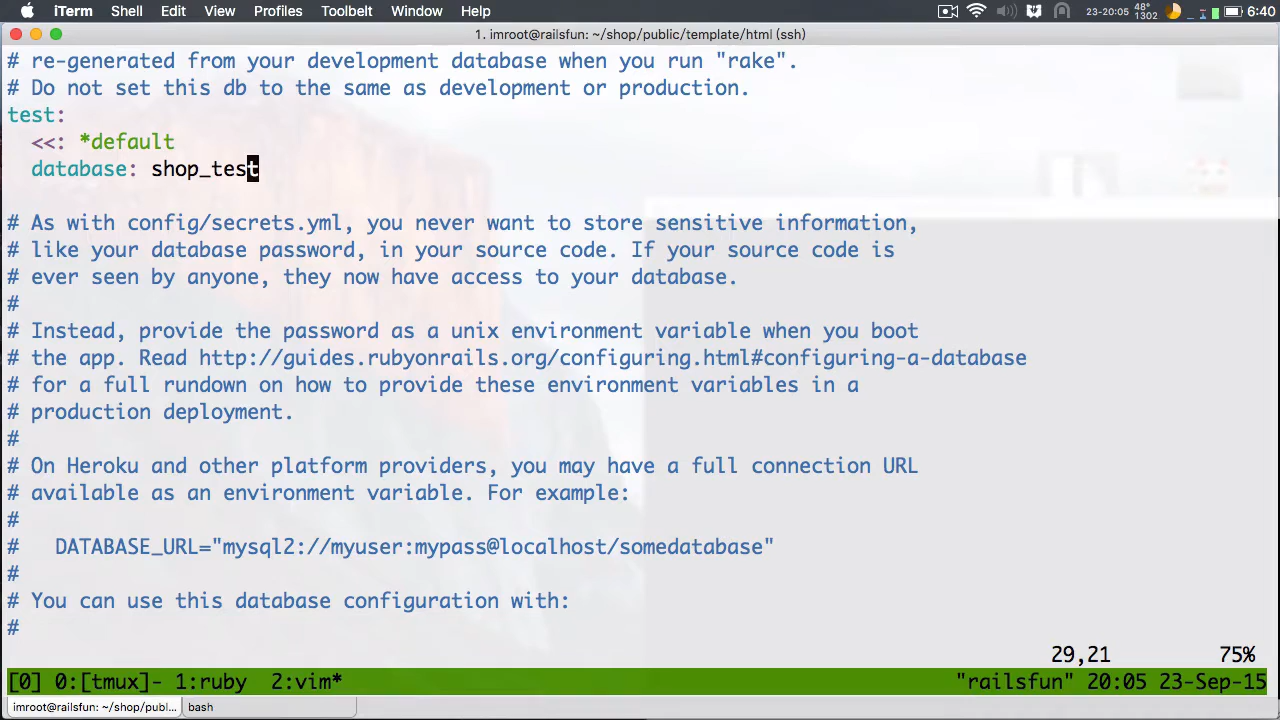 iTerm Shell Edit View Profiles Toolbelt Window Help 23-20:05 48° 1302 6:40
1. imroot@railsfun: ~/shop/public/template/html (ssh)
# re-generated from your development database when you run "rake".
# Do not set this db to the same as development or production.
test:
  <<: *default
  database: shop_test
# As with config/secrets.yml, you never want to store sensitive information,
# like your database password, in your source code. If your source code is
# ever seen by anyone, they now have access to your database.
#
# Instead, provide the password as a unix environment variable when you boot
# the app. Read http://guides.rubyonrails.org/configuring.html#configuring-a-database
# for a full rundown on how to provide these environment variables in a
# production deployment.
#
# On Heroku and other platform providers, you may have a full connection URL
# available as an environment variable. For example:
#
#   DATABASE_URL="mysql2://myuser:mypass@localhost/somedatabase"
#
# You can use this database configuration with:
#
29,21 75%
[0] 0:[tmux]- 1:ruby  2:vim* "railsfun" 20:05 23-Sep-15
imroot@railsfun: ~/shop/publ... bash